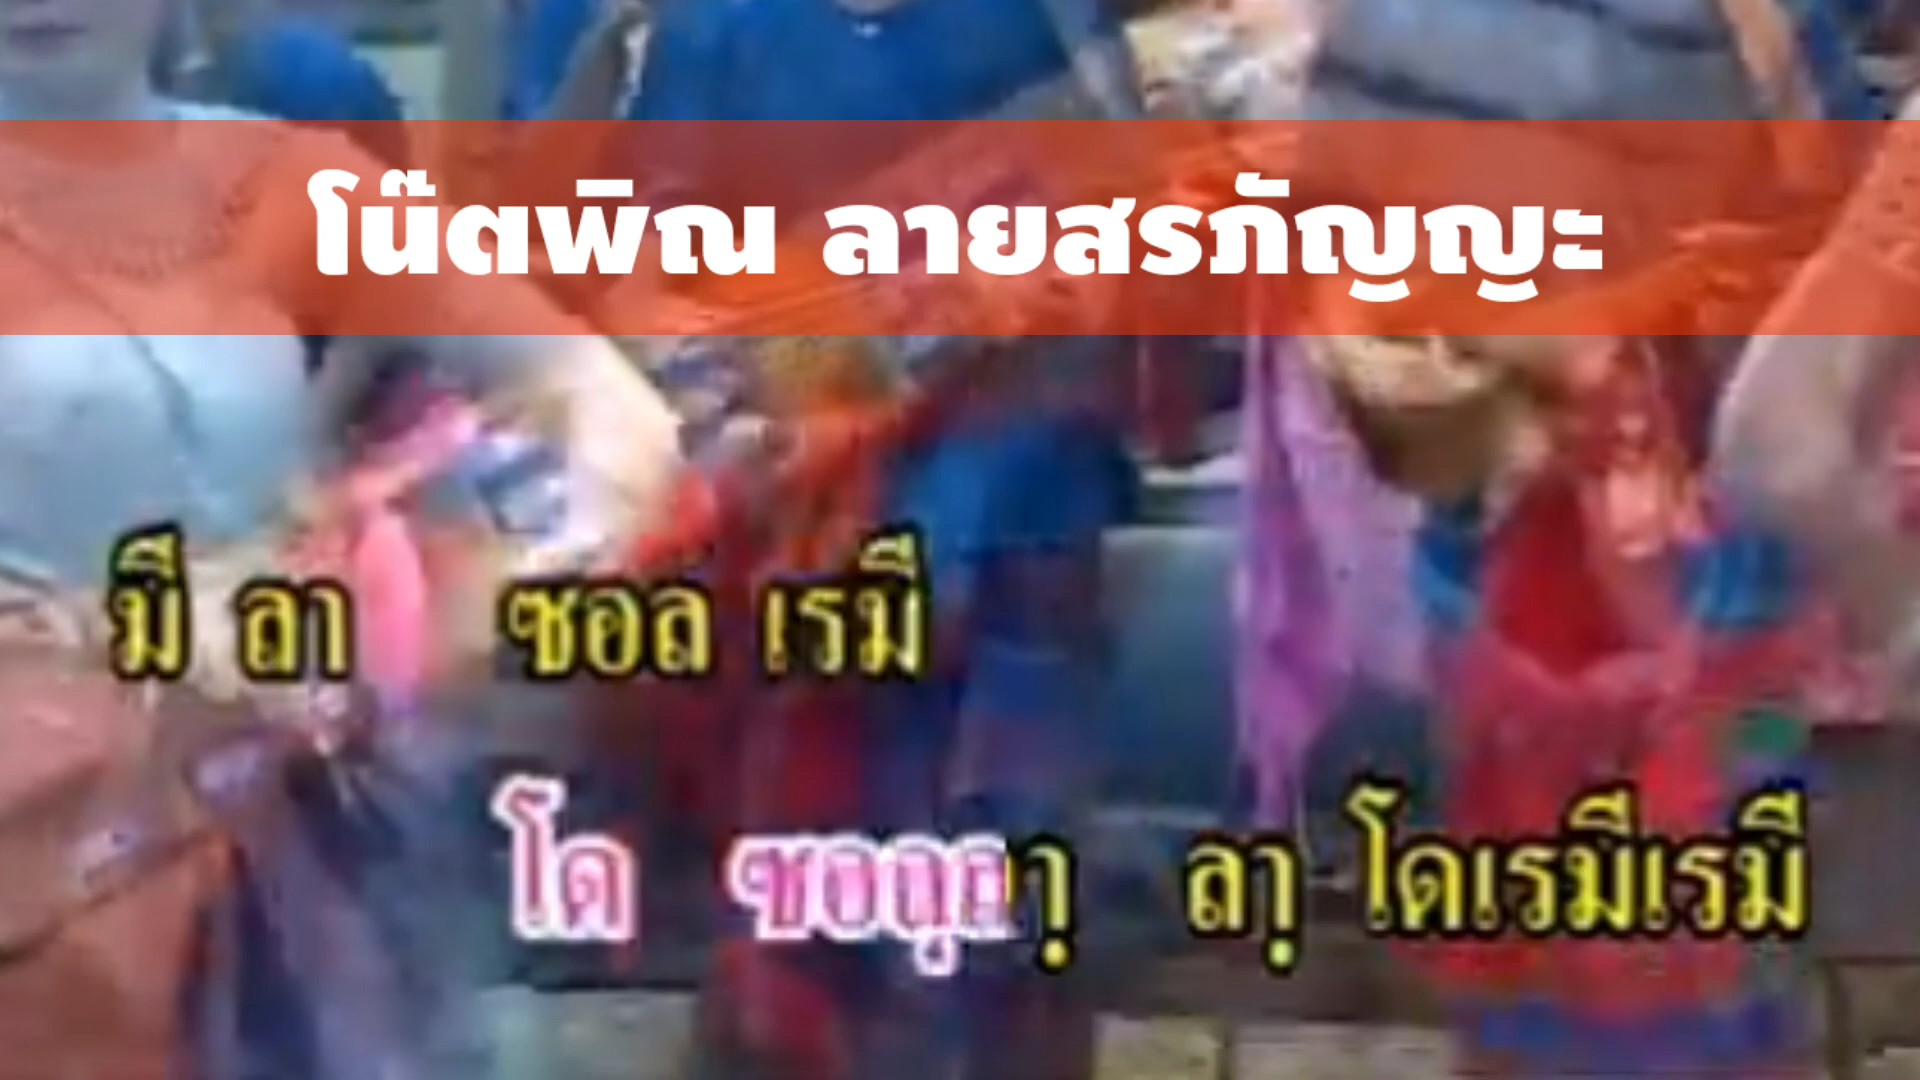 โน๊ตพิณ ลายสรภัญญะ
มี ลา ซอล เรมี
โด ซอลฺลาฺ ลาฺ โดเรมีเรมี